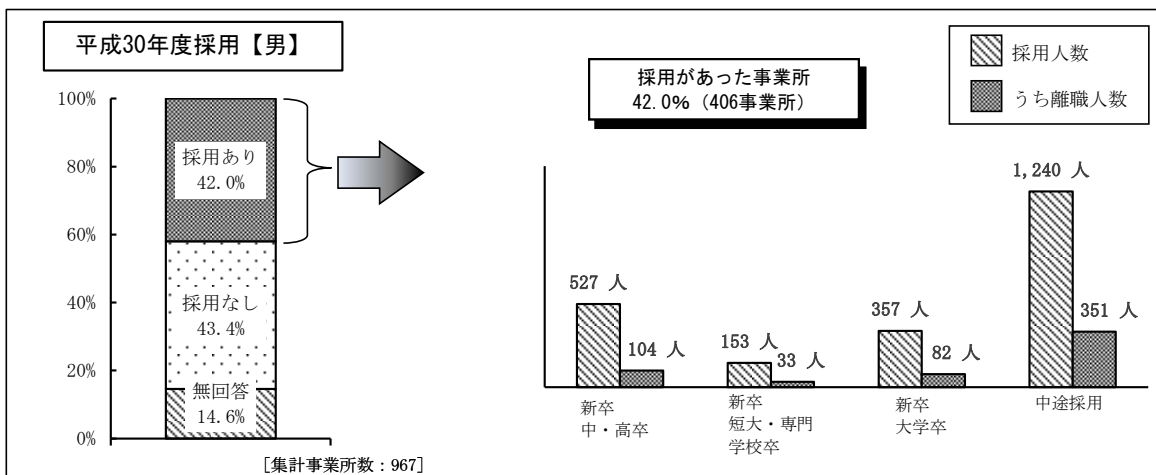 平成30年度採用【男】
100%
80%
60%
40%
20%
0%
採用あり
42.0%
採用なし
43.4%
無回答
14.6%
[集計事業所数：967]
採用があった事業所
42.0%（406事業所）
採用人数
うち離職人数
527 人
104 人
153 人
33 人
357 人
82 人
1,240 人
351 人
新卒
中・高卒
新卒
短大・専門
学校卒
新卒
大学卒
中途採用